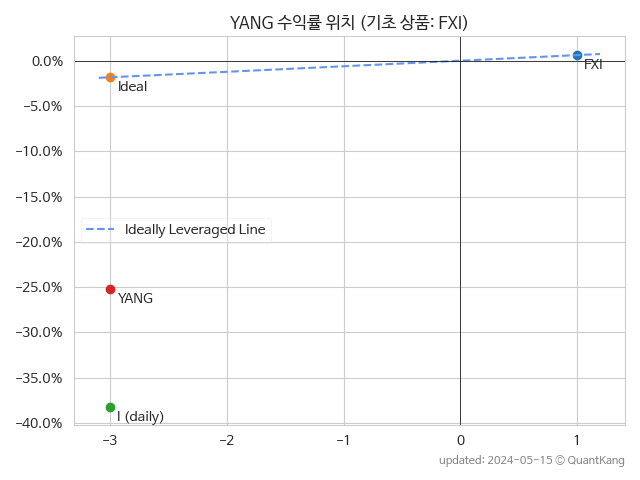 YANG 수익률 위치 (기초 상품: FXI)
0.0%
−5.0%
−10.0%
−15.0%
−20.0%
−25.0%
−30.0%
−35.0%
−40.0%
Ideal
FXI
Ideally Leveraged Line
YANG
I (daily)
−3
−2
−1
0
1
updated: 2024-05-15 © QuantKang